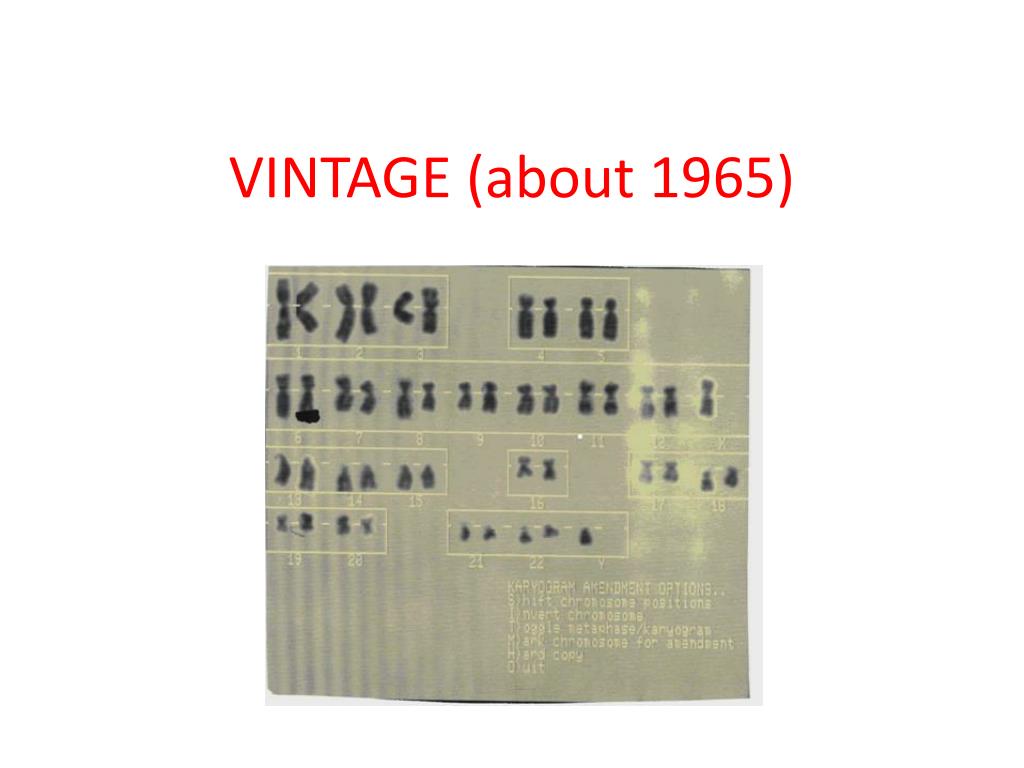 VINTAGE (about 1965)
1 2 3 4 5
6 7 8 9 10 11 12 X
13 14 15 16 17 18
19 20 21 22 Y
KARYOGRAM AMENDMENT OPTIONS..
S)hift chromosome positions
I)nvert chromosome
T)oggle metaphase/karyogram
M)ark chromosome for amendment
H)ard copy
Q)uit